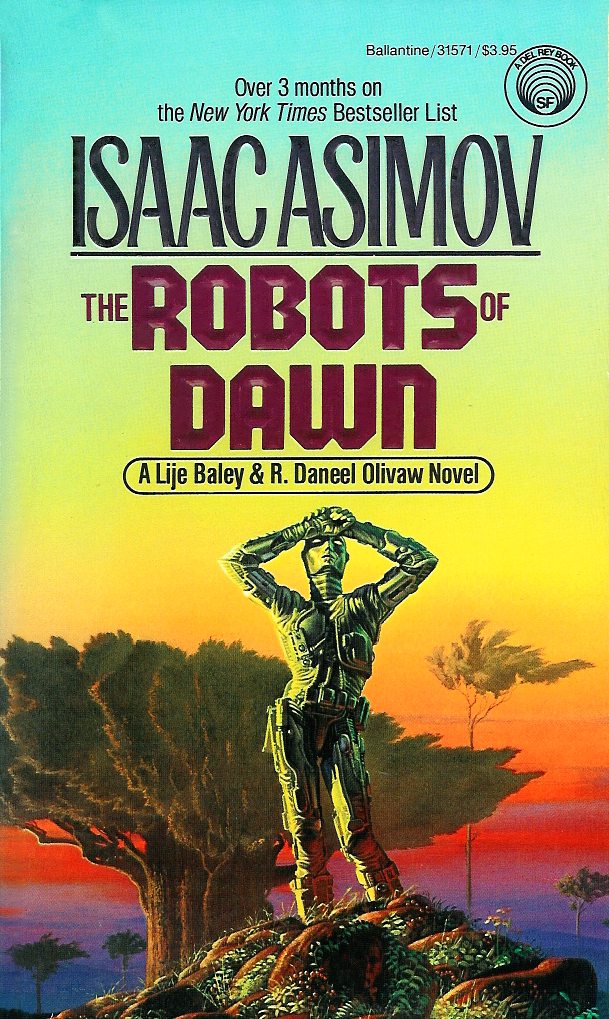 Ballantine/31571/$3.95
A DEL REY BOOK
SF
Over 3 months on
the New York Times Bestseller List
ISAAC ASIMOV
THE ROBOTS OF
DAWN
A Lije Baley & R. Daneel Olivaw Novel